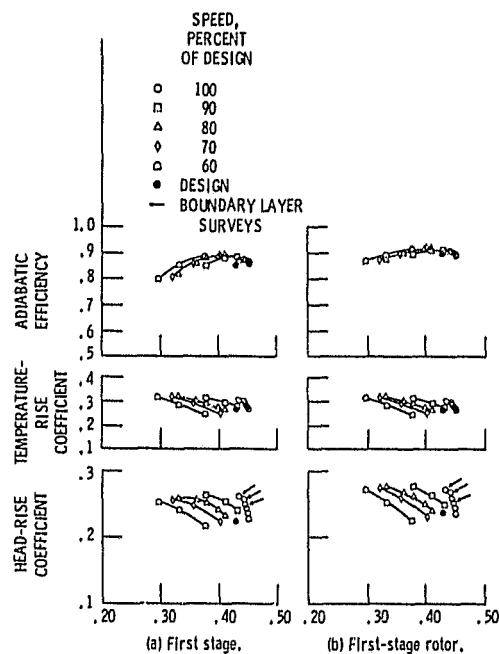 SPEED,
PERCENT
OF DESIGN
100
90
80
70
60
DESIGN
BOUNDARY LAYER
SURVEYS
ADIABATIC
EFFICIENCY
1.0
.9
.8
.7
.6
.5
TEMPERATURE-
RISE
COEFFICIENT
.4
.3
.2
.1
HEAD-RISE
COEFFICIENT
.3
.2
.1
.20 .30 .40 .50 .20 .30 .40 .50
(a) First stage. (b) First-stage rotor.